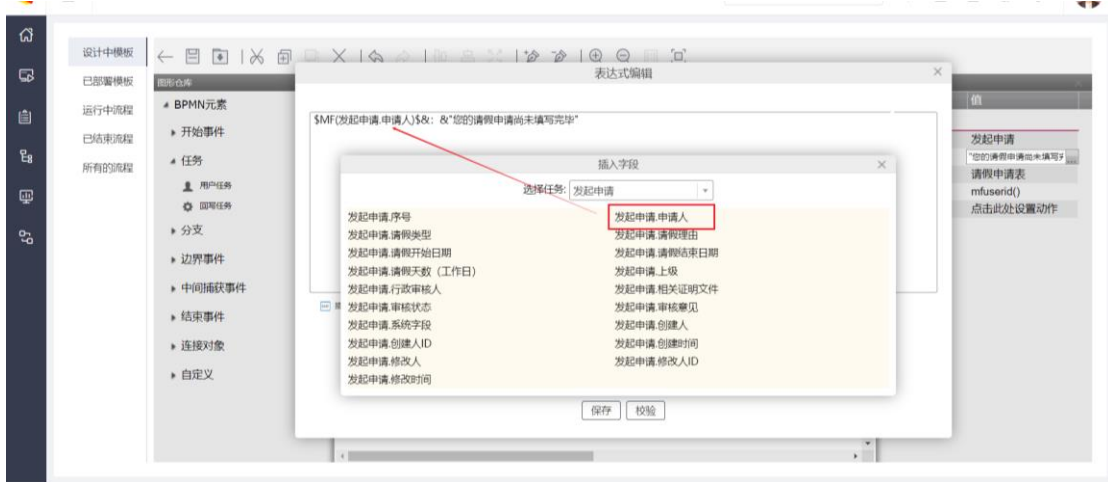 设计中模板
已部署模板
运行中流程
已结束流程
所有的流程
图形仓库
BPMN元素
开始事件
任务
用户任务
回写任务
分支
边界事件
中间捕获事件
结束事件
连接对象
自定义
表达式编辑
$MF(发起申请.申请人)$&：&"您的请假申请尚未填写完毕"
插入字段
选择任务: 发起申请
发起申请.序号 发起申请.申请人
发起申请.请假类型 发起申请.请假理由
发起申请.请假开始日期 发起申请.请假结束日期
发起申请.请假天数（工作日） 发起申请.上级
发起申请.行政审核人 发起申请.相关证明文件
发起申请.审核状态 发起申请.审核意见
发起申请.系统字段 发起申请.创建人
发起申请.创建人ID 发起申请.创建时间
发起申请.修改人 发起申请.修改人ID
发起申请.修改时间
保存 校验
值
发起申请
"您的请假申请尚未填写
请假申请表
mfuserid()
点击此处设置动作